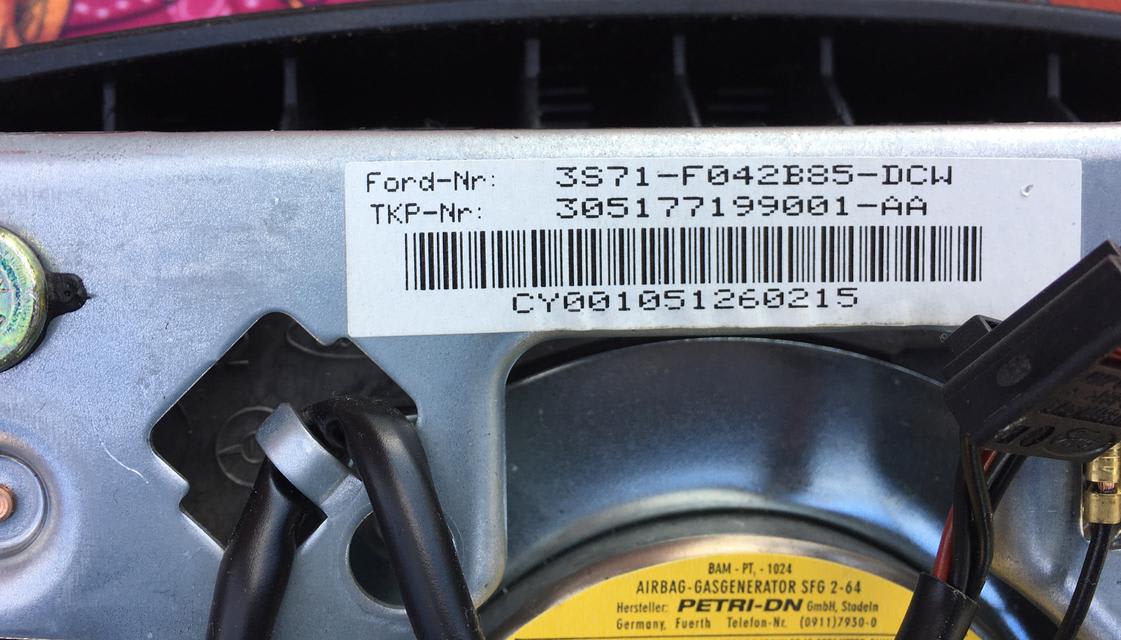 Ford-Nr: 3S71-F042B85-DCW
TKP-Nr: 305177199001-AA
CY001051260215
BAM - PT, - 1024
AIRBAG-GASGENERATOR SFG 2-64
Hersteller: PETRI-DN GmbH, Stadeln
Germany, Fuerth Telefon-Nr. (0911)7930-0